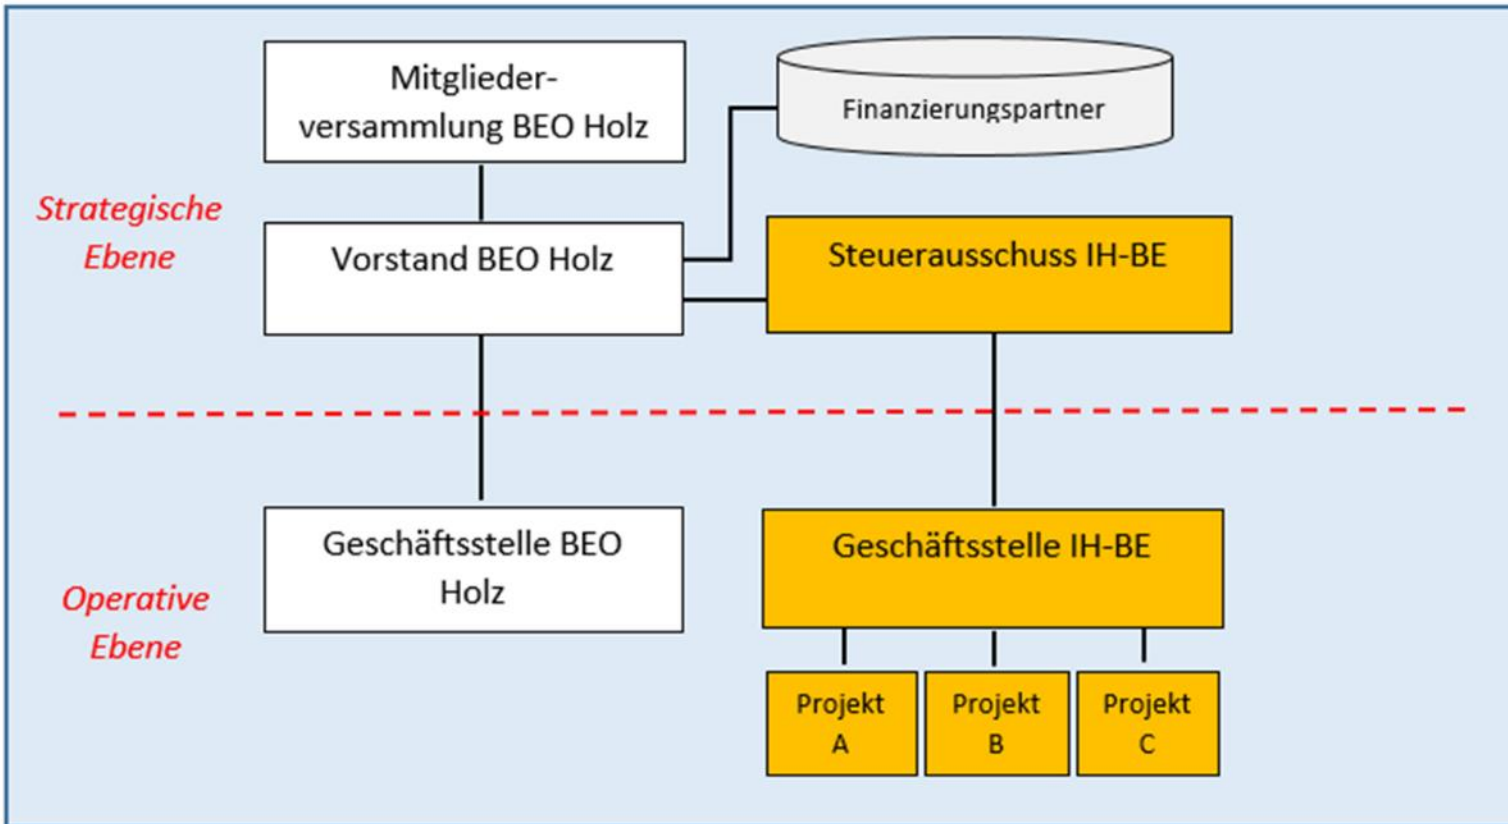 Mitglieder-
versammlung BEO Holz
Finanzierungspartner
Strategische
Ebene
Vorstand BEO Holz
Steuerausschuss IH-BE
Geschäftsstelle BEO
Holz
Geschäftsstelle IH-BE
Operative
Ebene
Projekt
A
Projekt
B
Projekt
C